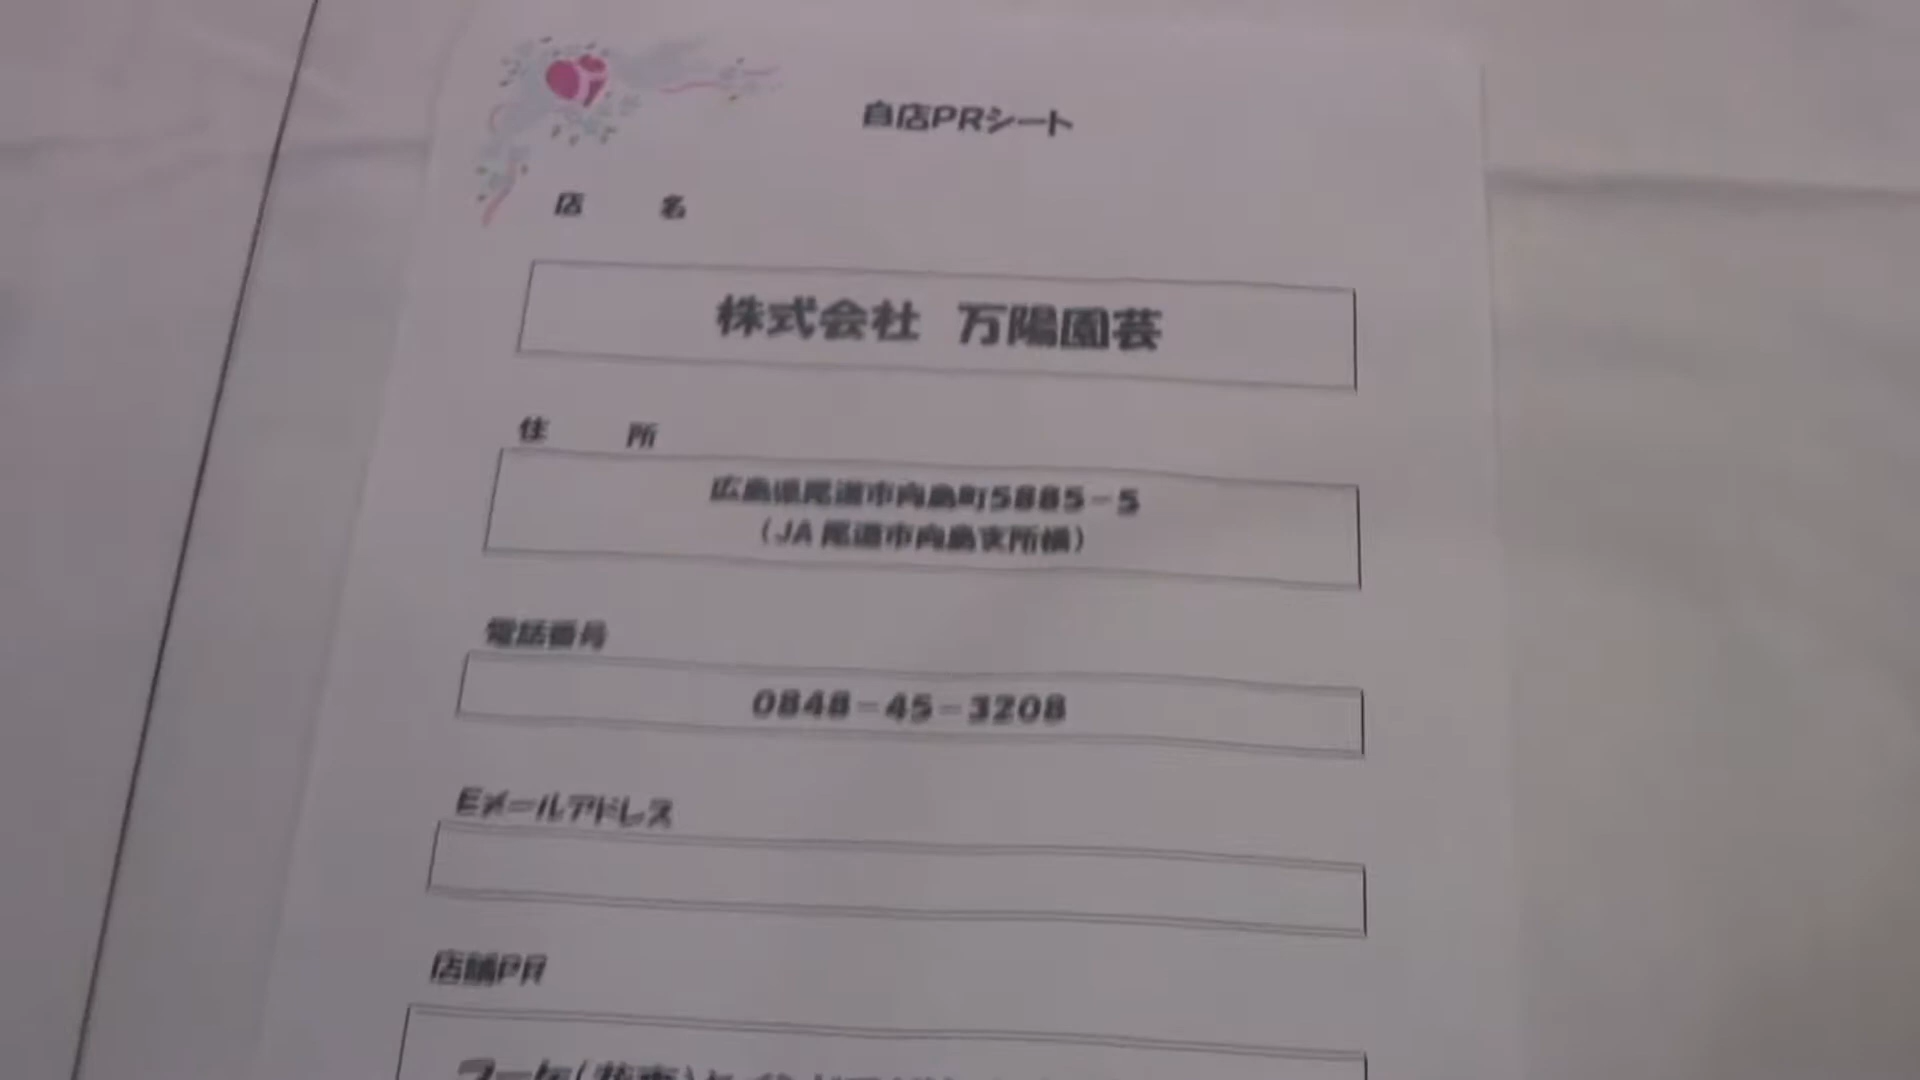 自店PRシート
店 名
株式会社 万陽園芸
住 所
広島県尾道市向島町5885-5
(JA 尾道市向島支所横)
電話番号
0848-45-3208
Eメールアドレス
店舗PR